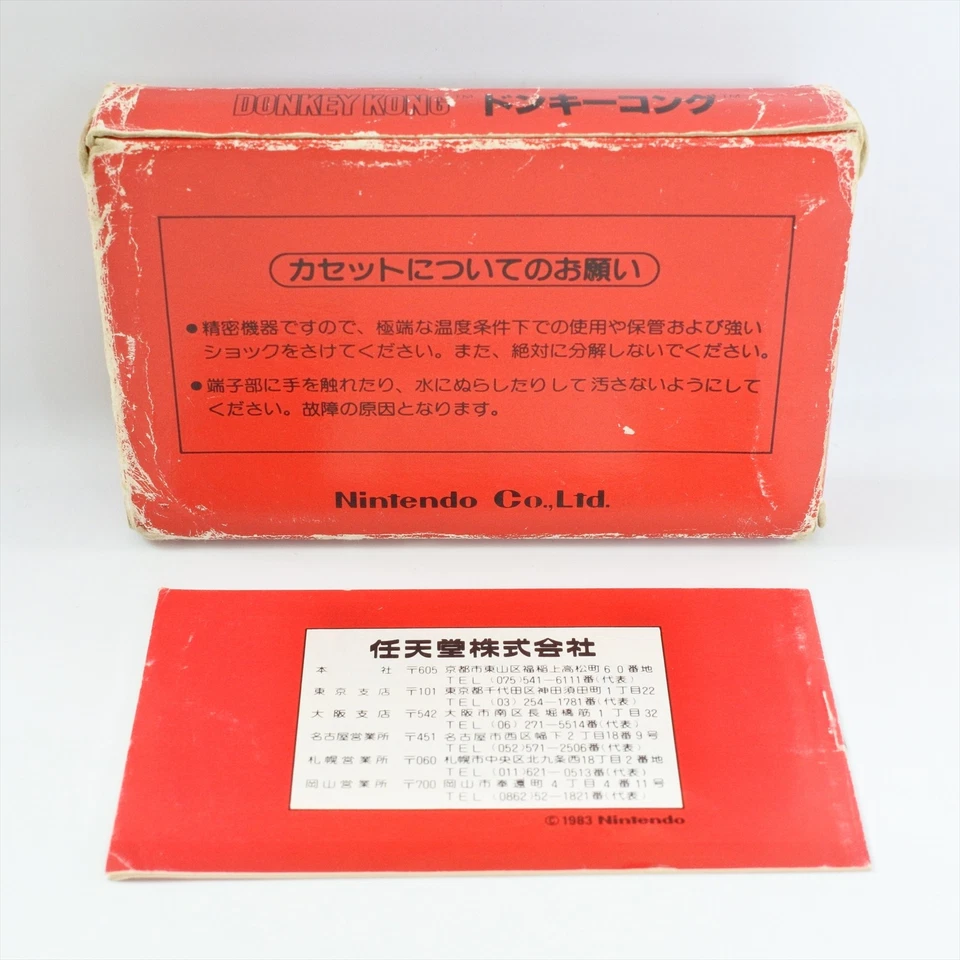 DONKEY KONG™ ドンキーコング
カセットについてのお願い
●精密機器ですので、極端な温度条件下での使用や保管および強い
ショックをさけてください。また、絶対に分解しないでください。
●端子部に手を触れたり、水にぬらしたりして汚さないようにして
ください。故障の原因となります。
Nintendo Co.,Ltd.
任天堂株式会社
本社 〒605 京都市東山区福稲上高松町60番地
TEL (075)541-6111番(代表)
東京支店 〒101 東京都千代田区神田須田町1丁目22
TEL (03) 254-1781番(代表)
大阪支店 〒542 大阪市南区長堀橋筋1丁目32
TEL (06) 271-5514番(代表)
名古屋営業所 〒451 名古屋市西区幅下2丁目18番9号
TEL (052)571-2506番(代表)
札幌営業所 〒060 札幌市中央区北九条西18丁目2番地
TEL (011)621-0513番(代表)
岡山営業所 〒700 岡山市奉還町4丁目4番11号
TEL (0862)52-1821番(代表)
©1983 Nintendo